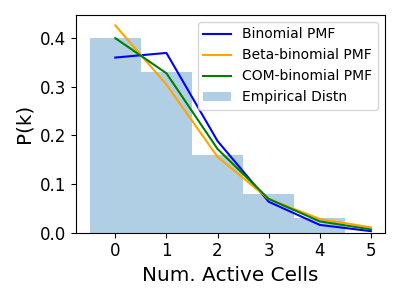 Binomial PMF
Beta-binomial PMF
COM-binomial PMF
Empirical Distn
P(k)
0.4
0.3
0.2
0.1
0.0
0 1 2 3 4 5
Num. Active Cells